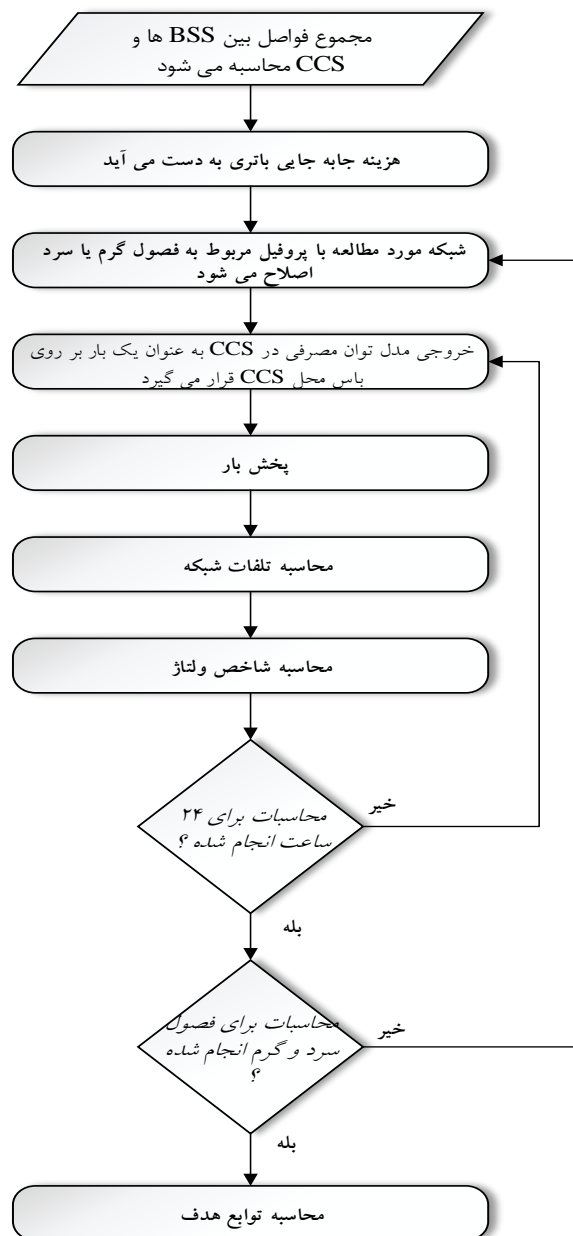 مجموع فواصل بین BSS ها و
CCS محاسبه می شود
هزینه جابه جایی باتری به دست می آید
شبکه مورد مطالعه با پروفیل مربوط به فصول گرم یا سرد
اصلاح می شود
خروجی مدل توان مصرفی در CCS به عنوان یک بار بر روی
باس محل CCS قرار می گیرد
پخش بار
محاسبه تلفات شبکه
محاسبه شاخص ولتاژ
محاسبات برای ۲۴
ساعت انجام شده ؟
خیر
بله
محاسبات برای فصول
سرد و گرم انجام شده
؟
خیر
بله
محاسبه توابع هدف